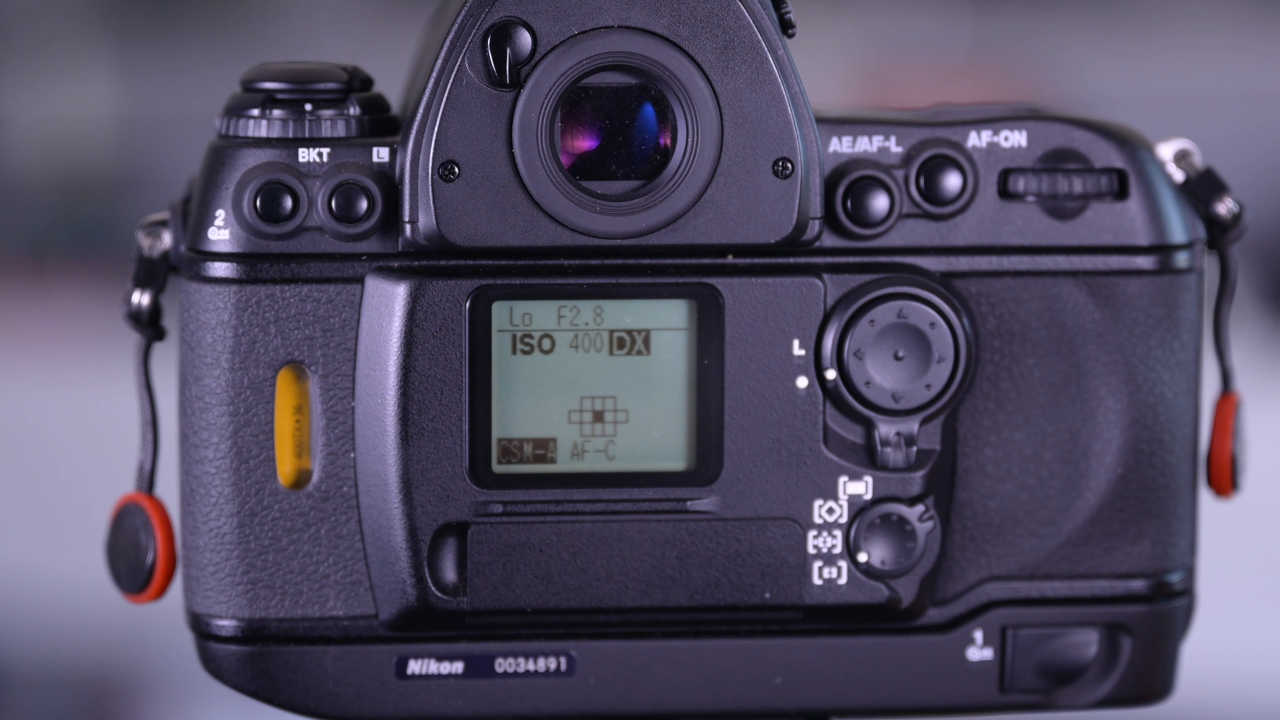 BKT L
AE/AF-L
AF-ON
2
Lo F2.8
ISO 400 DX
L
CSM-A AF-C
1
Nikon 0034891